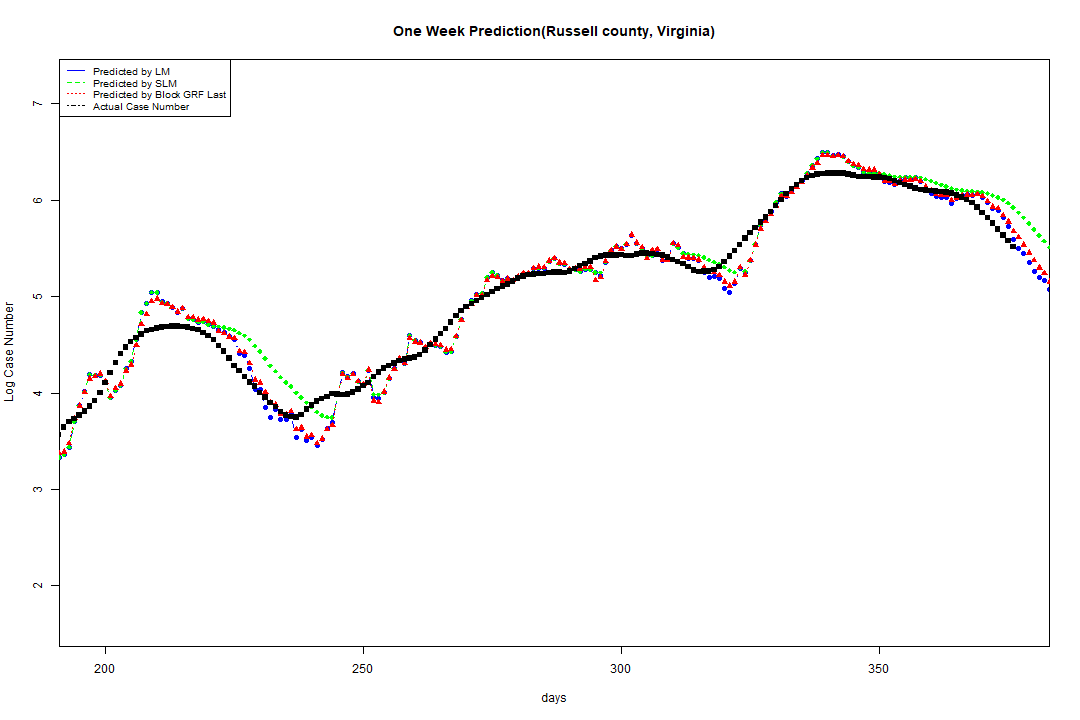 One Week Prediction(Russell county, Virginia)
Predicted by LM
Predicted by SLM
Predicted by Block GRF Last
Actual Case Number
7
6
5
4
3
2
Log Case Number
200
250
300
350
days